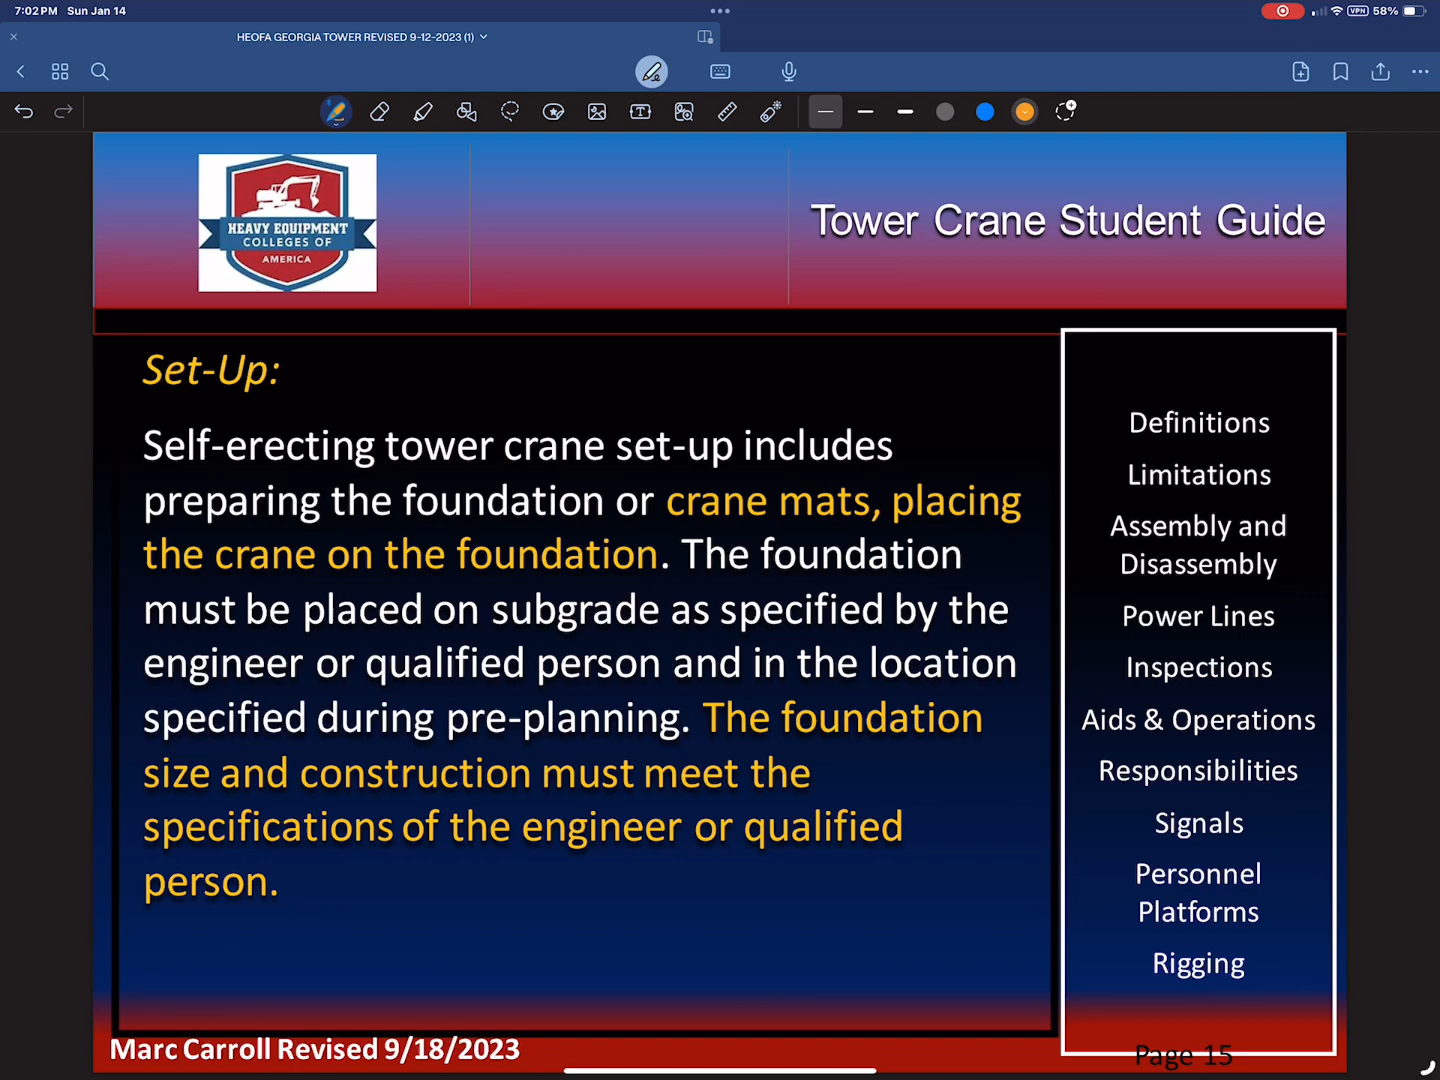 7:02 PM Sun Jan 14
VPN 58%
HEOFA GEORGIA TOWER REVISED 9-12-2023 (1)
HEAVY EQUIPMENT
COLLEGES OF
AMERICA
Tower Crane Student Guide
Set-Up:
Self-erecting tower crane set-up includes
preparing the foundation or crane mats, placing
the crane on the foundation. The foundation
must be placed on subgrade as specified by the
engineer or qualified person and in the location
specified during pre-planning. The foundation
size and construction must meet the
specifications of the engineer or qualified
person.
Definitions
Limitations
Assembly and
Disassembly
Power Lines
Inspections
Aids & Operations
Responsibilities
Signals
Personnel
Platforms
Rigging
Marc Carroll Revised 9/18/2023
Page 15